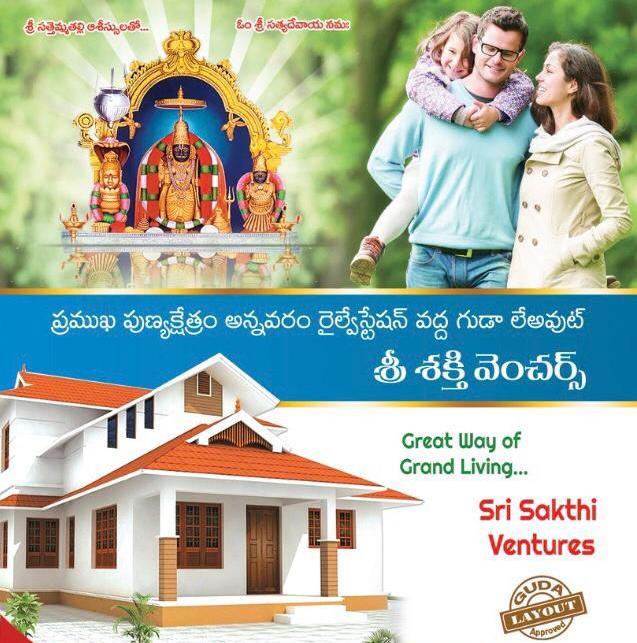 శ్రీ సత్తెమ్మతల్లి ఆశీస్సులతో...
ఓం శ్రీ సత్యదేవాయ నమః
ప్రముఖ పుణ్యక్షేత్రం అన్నవరం రైల్వేస్టేషన్ వద్ద గుడా లేఅవుట్
శ్రీ శక్తి వెంచర్స్
Great Way of
Grand Living...
Sri Sakthi
Ventures
GUDA
LAYOUT
Approved